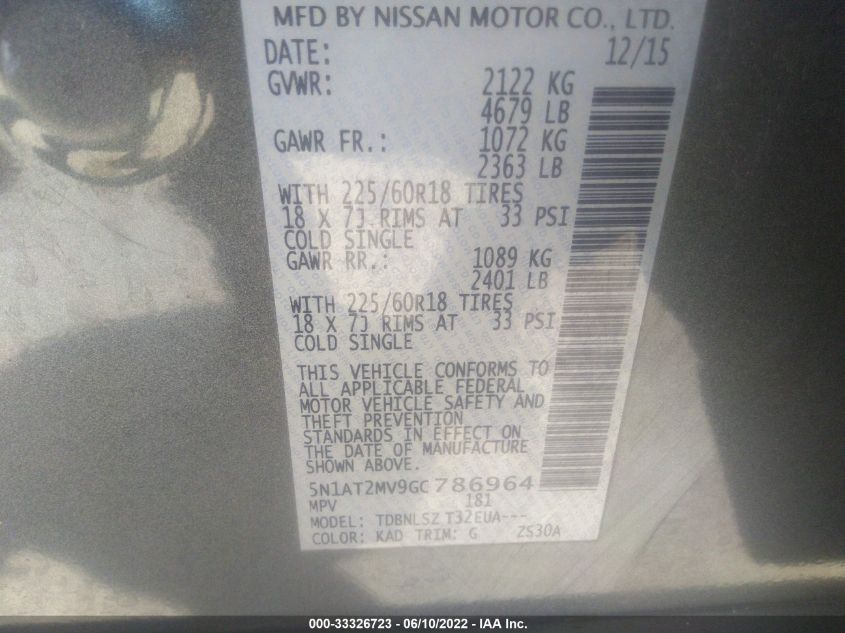 MFD BY NISSAN MOTOR CO., LTD.
DATE: 12/15
GVWR: 2122 KG
4679 LB
GAWR FR.: 1072 KG
2363 LB
WITH 225/60R18 TIRES
18 X 7J RIMS AT 33 PSI
COLD SINGLE
GAWR RR.: 1089 KG
2401 LB
WITH 225/60R18 TIRES
18 X 7J RIMS AT 33 PSI
COLD SINGLE
THIS VEHICLE CONFORMS TO
ALL APPLICABLE FEDERAL
MOTOR VEHICLE SAFETY AND
THEFT PREVENTION
STANDARDS IN EFFECT ON
THE DATE OF MANUFACTURE
SHOWN ABOVE.
5N1AT2MV9GC786964
MPV 181
MODEL: TDBNLSZ T32EUA---
COLOR: KAD TRIM: G ZS30A
000-33326723 - 06/10/2022 - IAA Inc.